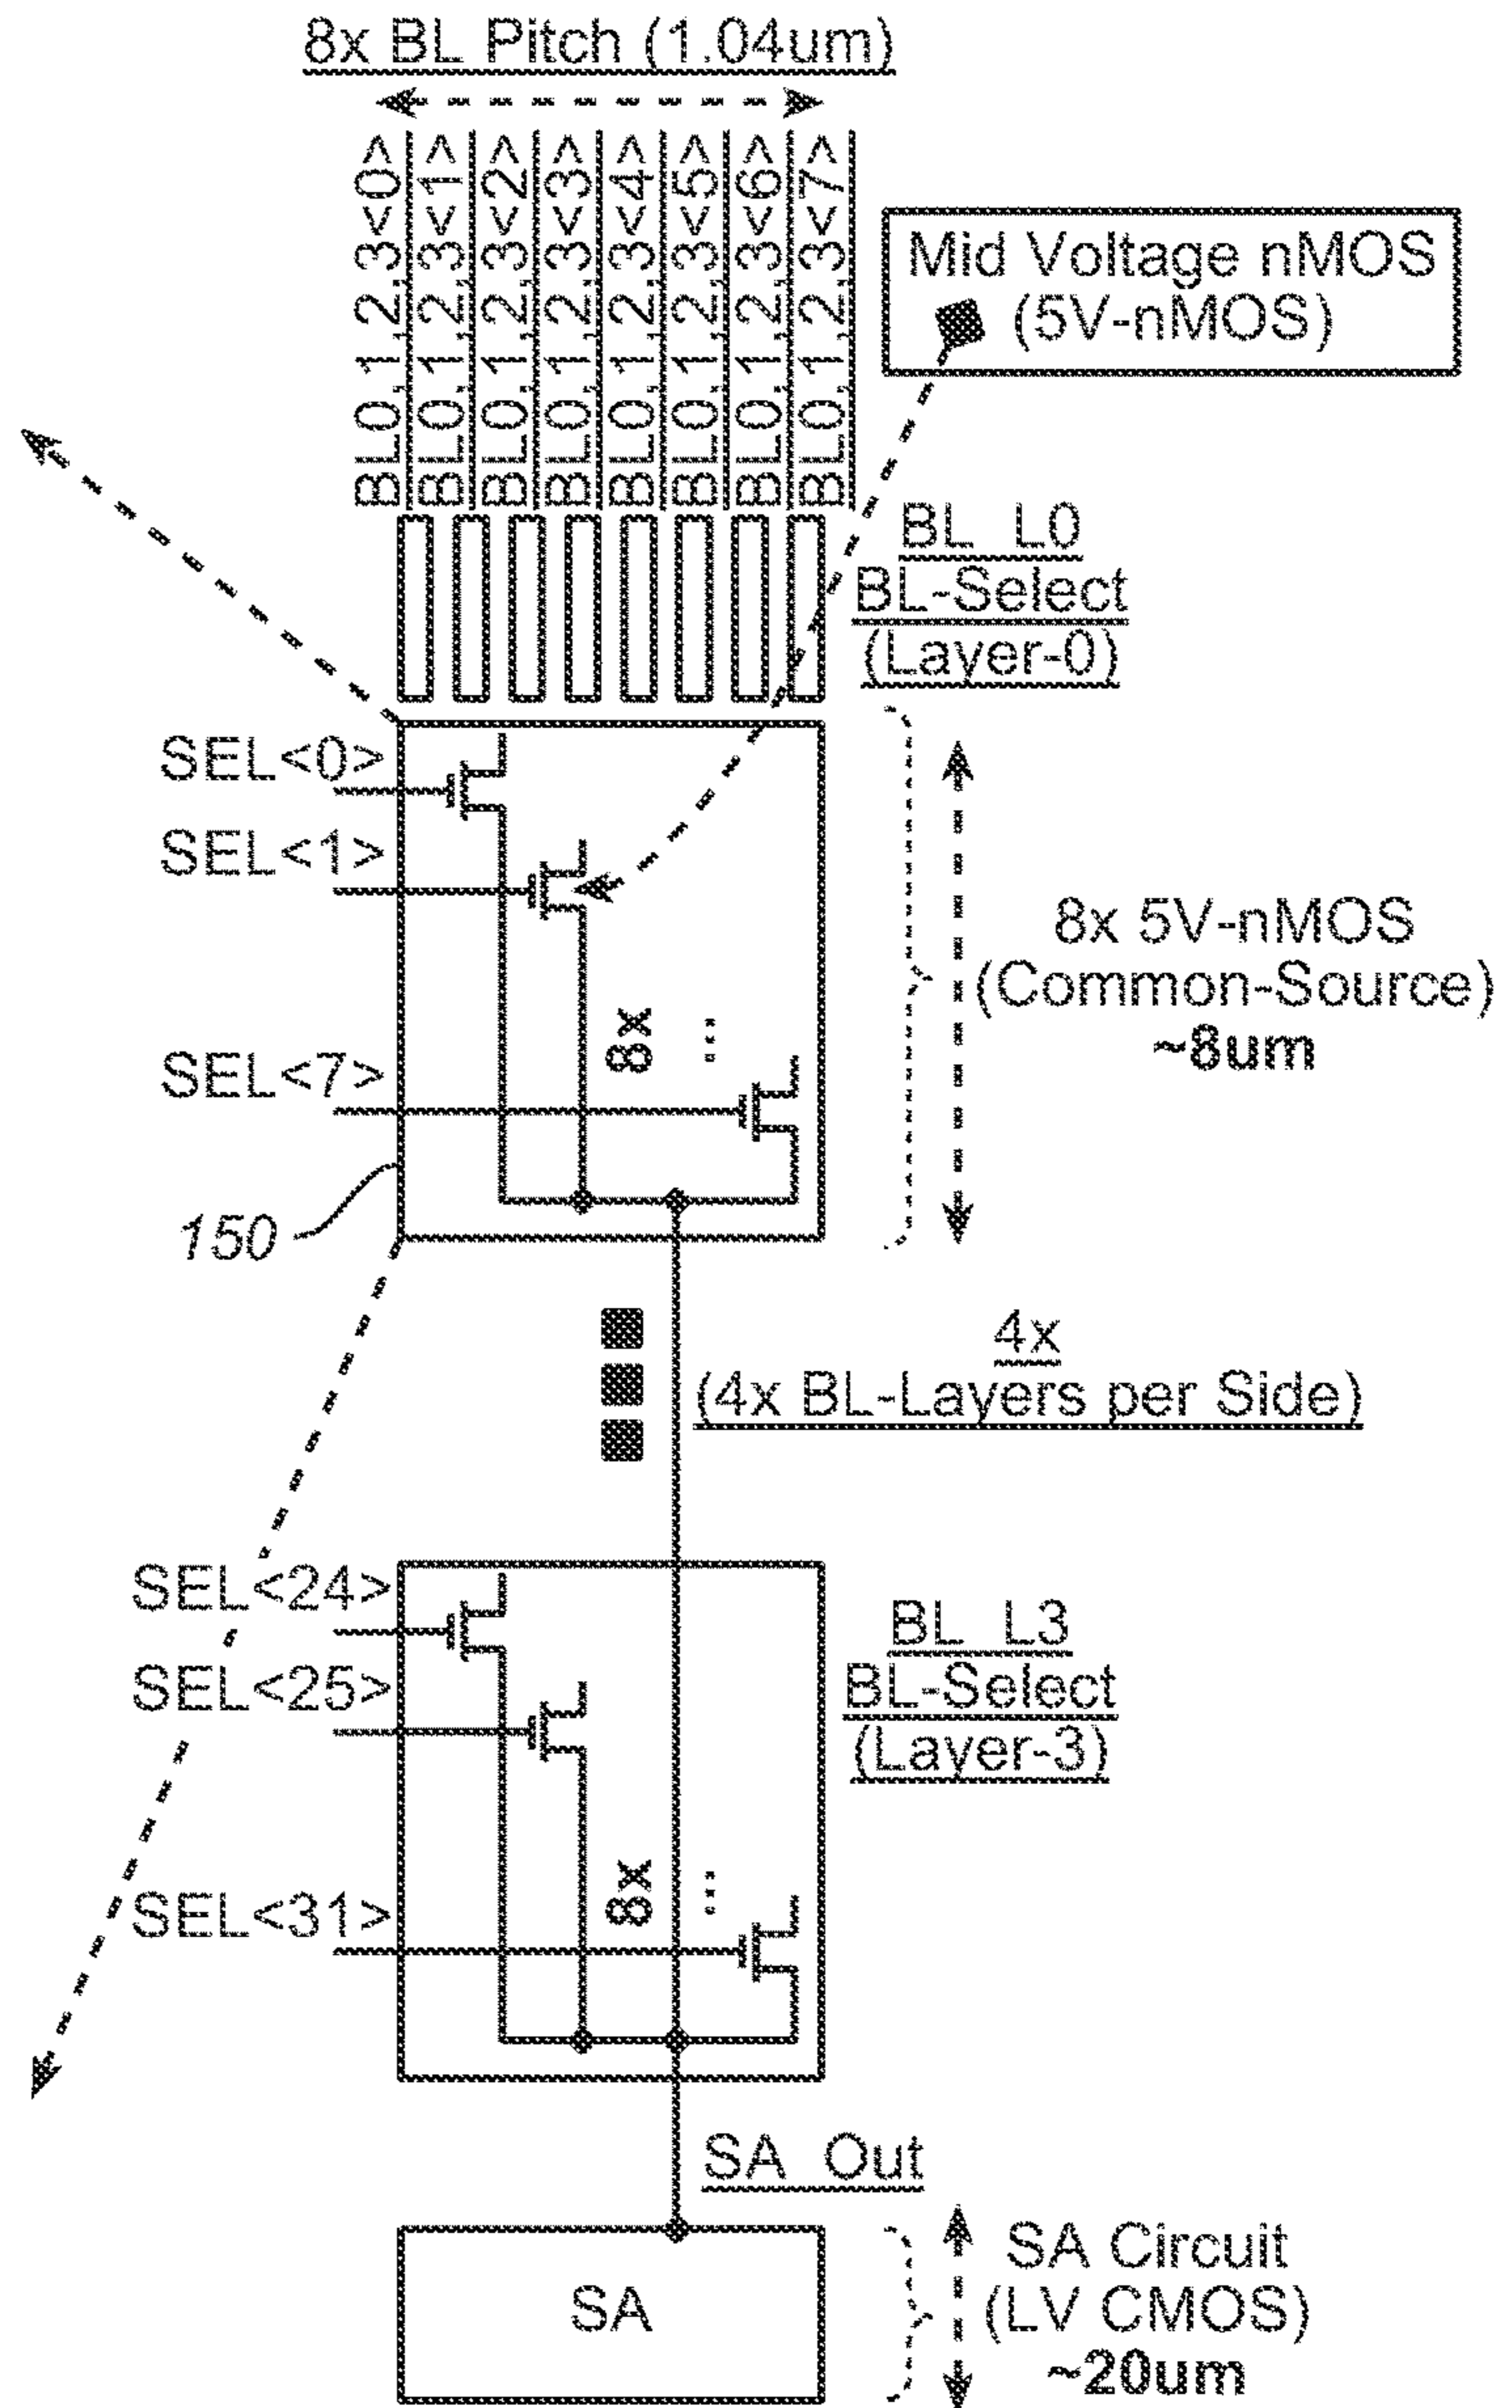 8x BL Pitch (1.04um)
BL0,1,2,3<0>
BL0,1,2,3<1>
BL0,1,2,3<2>
BL0,1,2,3<3>
BL0,1,2,3<4>
BL0,1,2,3<5>
BL0,1,2,3<6>
BL0,1,2,3<7>
Mid Voltage nMOS
(5V-nMOS)
BL_L0
BL-Select
(Layer-0)
SEL<0>
SEL<1>
SEL<7>
8x
...
8x 5V-nMOS
(Common-Source)
~8um
150
4x
(4x BL-Layers per Side)
SEL<24>
SEL<25>
SEL<31>
8x
...
BL_L3
BL-Select
(Layer-3)
SA_Out
SA
SA Circuit
(LV CMOS)
~20um